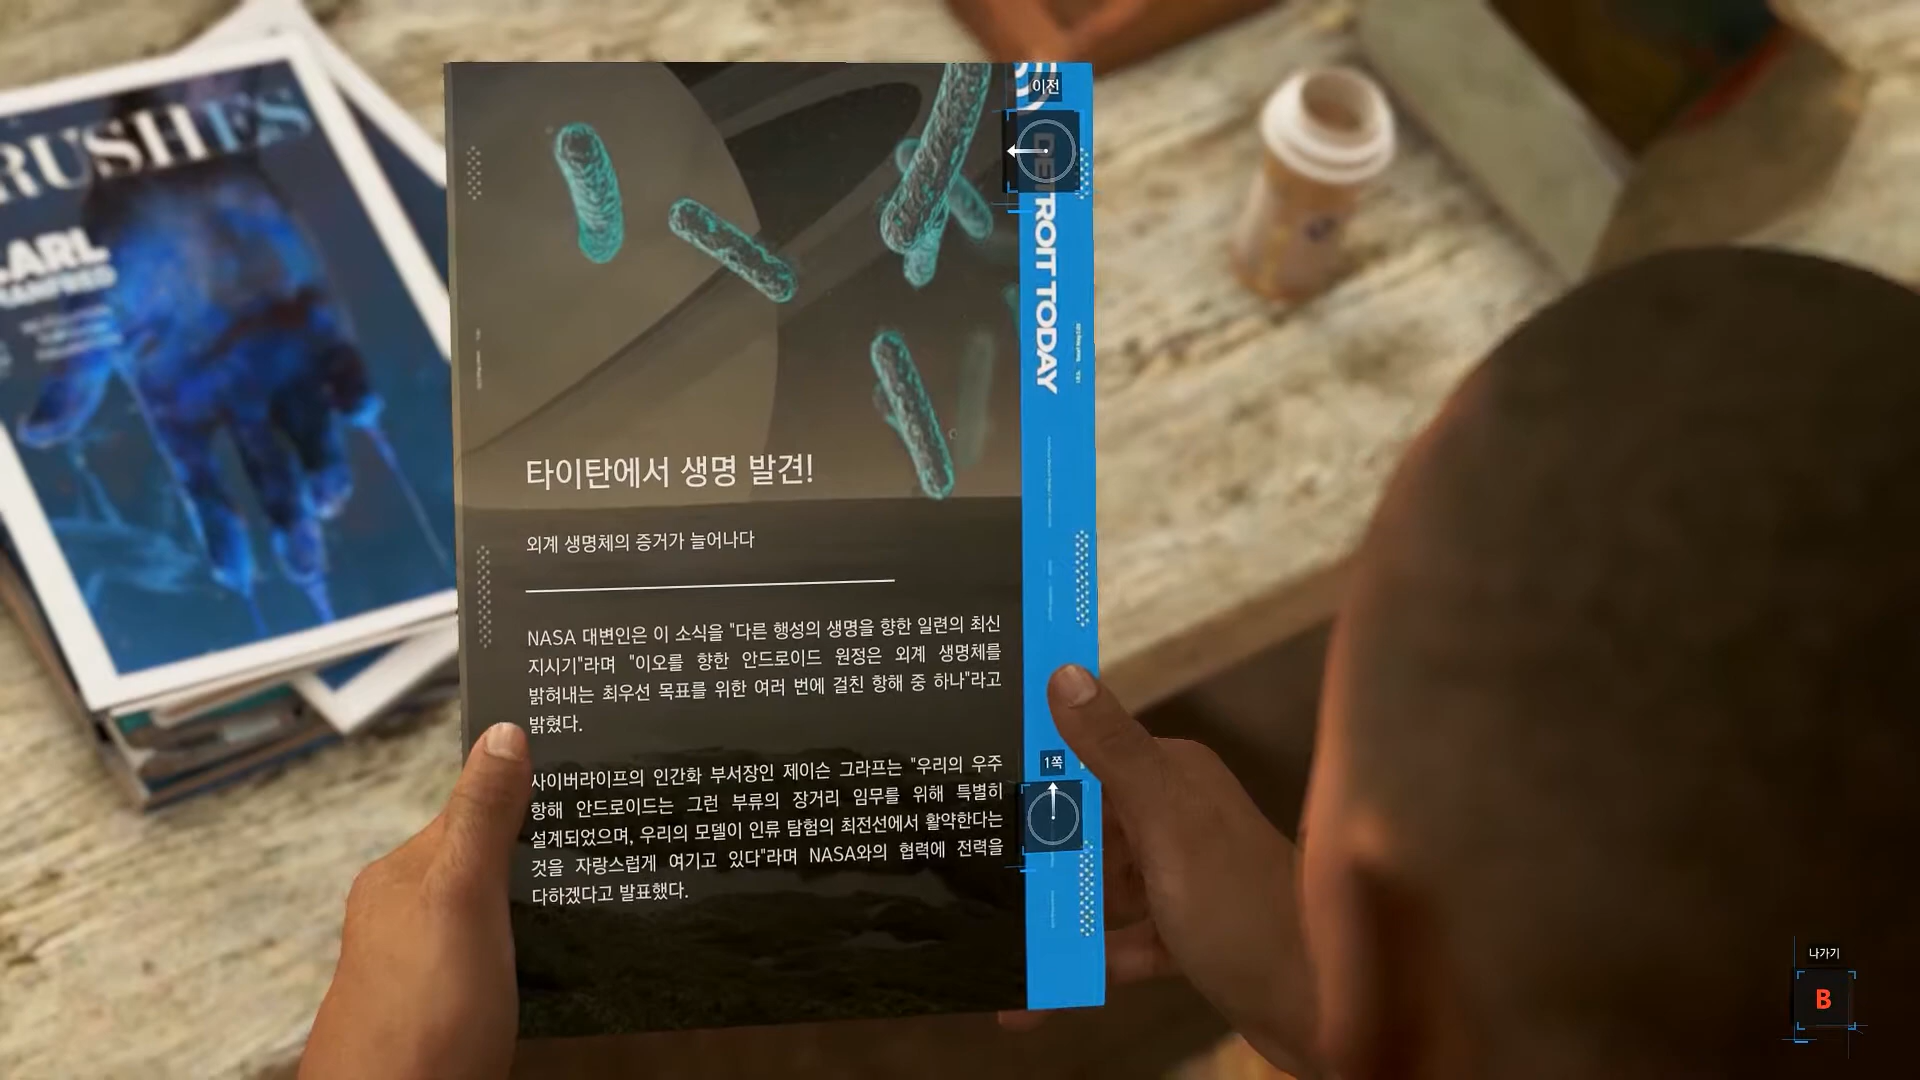 RUSHES
이전
DETROIT TODAY
타이탄에서 생명 발견!
외계 생명체의 증거가 늘어나다
NASA 대변인은 이 소식을 "다른 행성의 생명을 향한 일련의 최신
지시기"라며 "이오를 향한 안드로이드 원정은 외계 생명체를
밝혀내는 최우선 목표를 위한 여러 번에 걸친 항해 중 하나"라고
밝혔다.
사이버라이프의 인간화 부서장인 제이슨 그라프는 "우리의 우주
항해 안드로이드는 그런 부류의 장거리 임무를 위해 특별히
설계되었으며, 우리의 모델이 인류 탐험의 최전선에서 활약한다는
것을 자랑스럽게 여기고 있다"라며 NASA와의 협력에 전력을
다하겠다고 발표했다.
1쪽
나가기
B